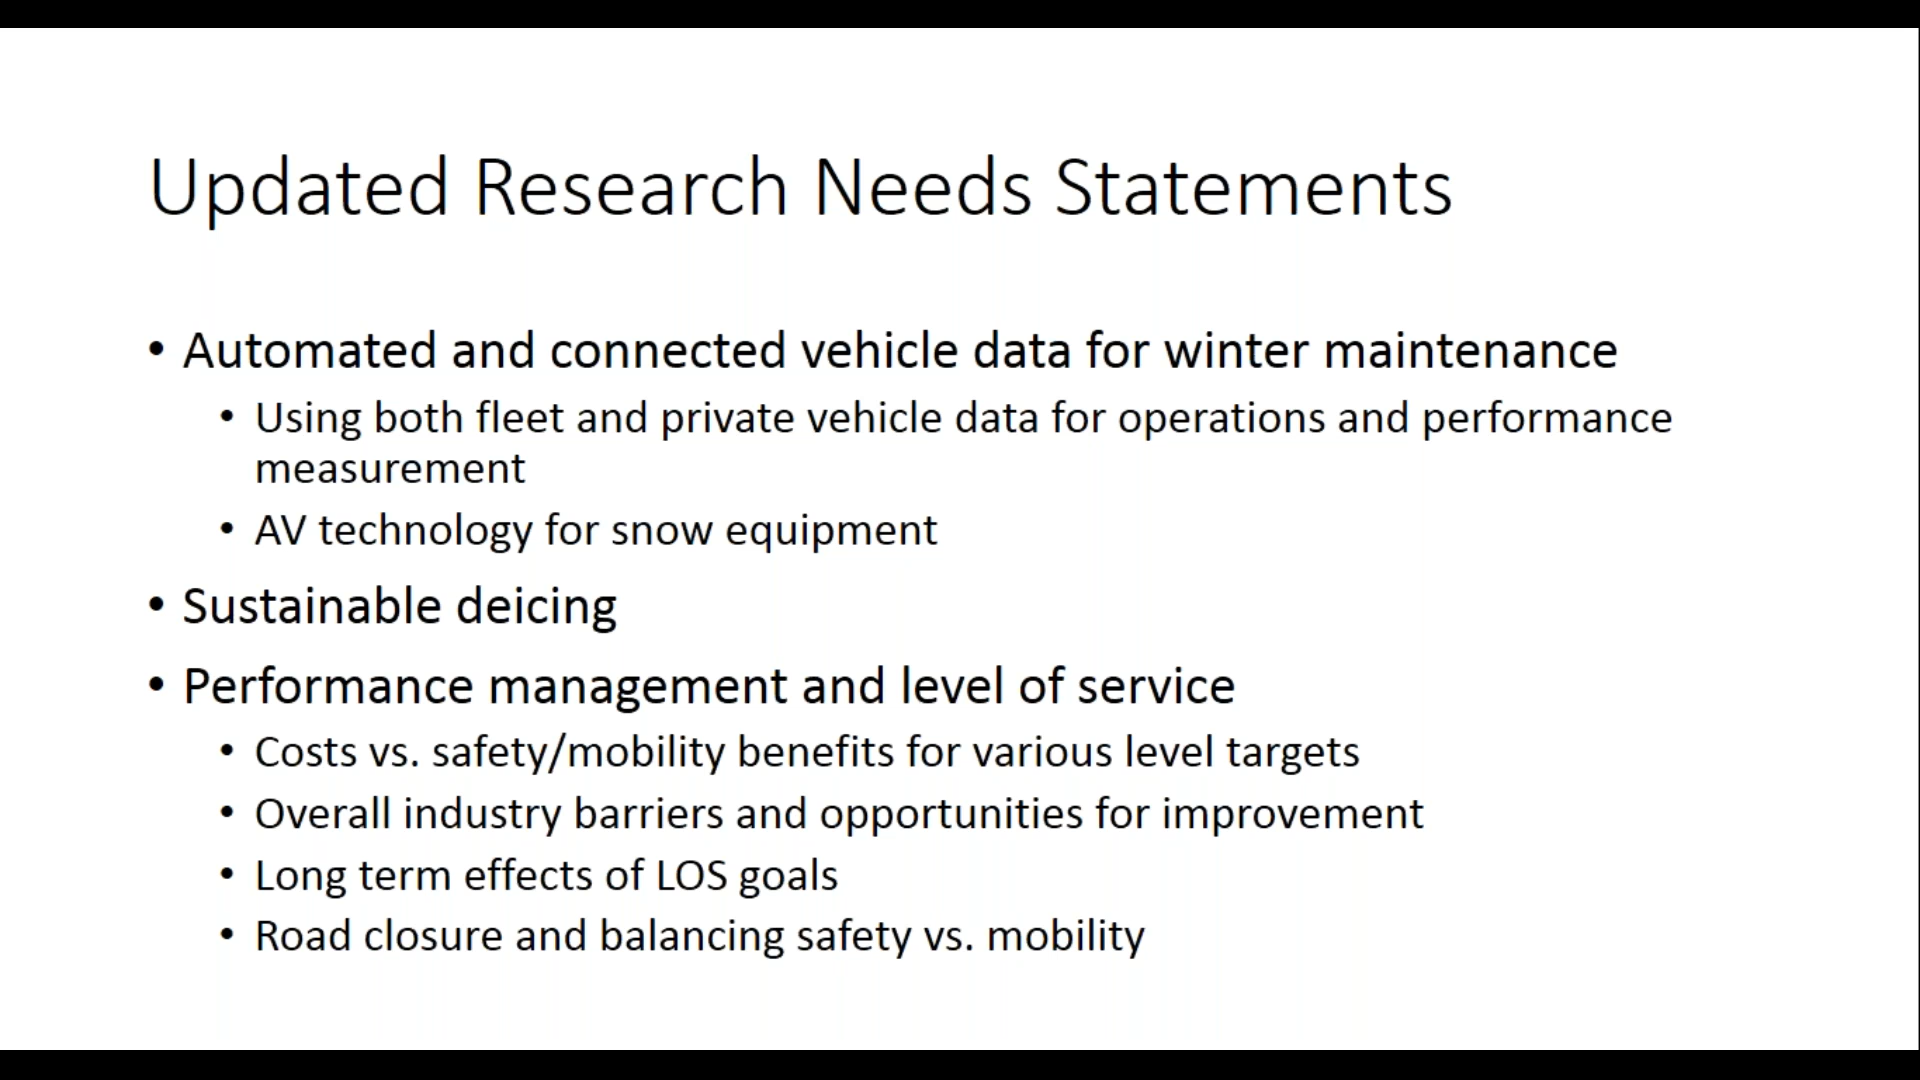 Updated Research Needs Statements
• Automated and connected vehicle data for winter maintenance
• Using both fleet and private vehicle data for operations and performance
measurement
• AV technology for snow equipment
• Sustainable deicing
• Performance management and level of service
• Costs vs. safety/mobility benefits for various level targets
• Overall industry barriers and opportunities for improvement
• Long term effects of LOS goals
• Road closure and balancing safety vs. mobility